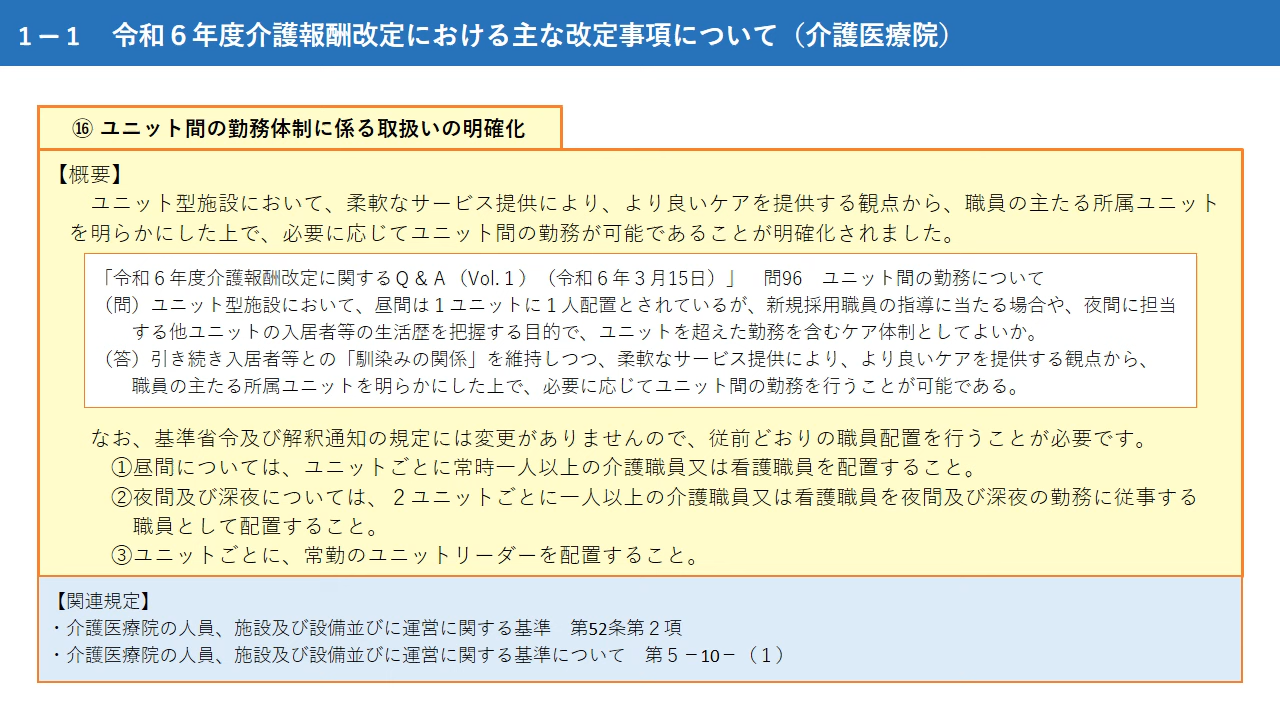 1－1　令和６年度介護報酬改定における主な改定事項について（介護医療院）
⑯ ユニット間の勤務体制に係る取扱いの明確化
【概要】
ユニット型施設において、柔軟なサービス提供により、より良いケアを提供する観点から、職員の主たる所属ユニット
を明らかにした上で、必要に応じてユニット間の勤務が可能であることが明確化されました。
「令和６年度介護報酬改定に関するＱ＆Ａ（Vol.１）（令和６年３月15日）」　問96　ユニット間の勤務について
（問）ユニット型施設において、昼間は１ユニットに１人配置とされているが、新規採用職員の指導に当たる場合や、夜間に担当
する他ユニットの入居者等の生活歴を把握する目的で、ユニットを超えた勤務を含むケア体制としてよいか。
（答）引き続き入居者等との「馴染みの関係」を維持しつつ、柔軟なサービス提供により、より良いケアを提供する観点から、
職員の主たる所属ユニットを明らかにした上で、必要に応じてユニット間の勤務を行うことが可能である。
なお、基準省令及び解釈通知の規定には変更がありませんので、従前どおりの職員配置を行うことが必要です。
①昼間については、ユニットごとに常時一人以上の介護職員又は看護職員を配置すること。
②夜間及び深夜については、２ユニットごとに一人以上の介護職員又は看護職員を夜間及び深夜の勤務に従事する
職員として配置すること。
③ユニットごとに、常勤のユニットリーダーを配置すること。
【関連規定】
・介護医療院の人員、施設及び設備並びに運営に関する基準　第52条第２項
・介護医療院の人員、施設及び設備並びに運営に関する基準について　第５－10－（１）